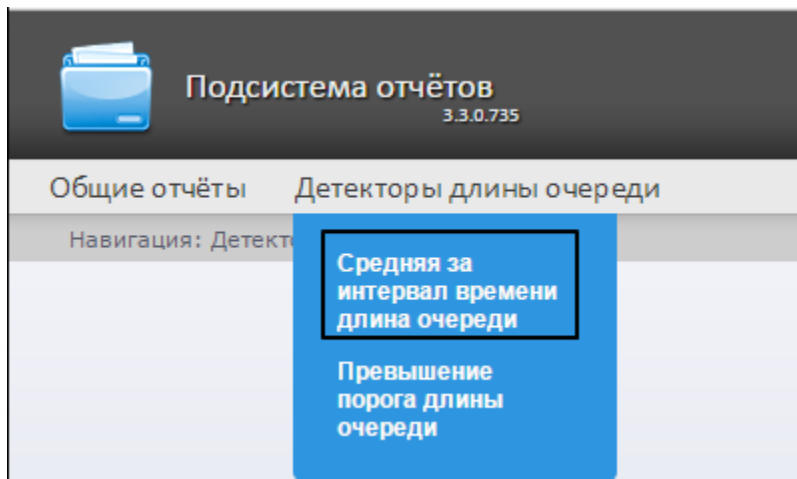 Подсистема отчётов
3.3.0.735
Общие отчёты Детекторы длины очереди
Навигация: Детект
Средняя за
интервал времени
длина очереди
Превышение
порога длины
очереди